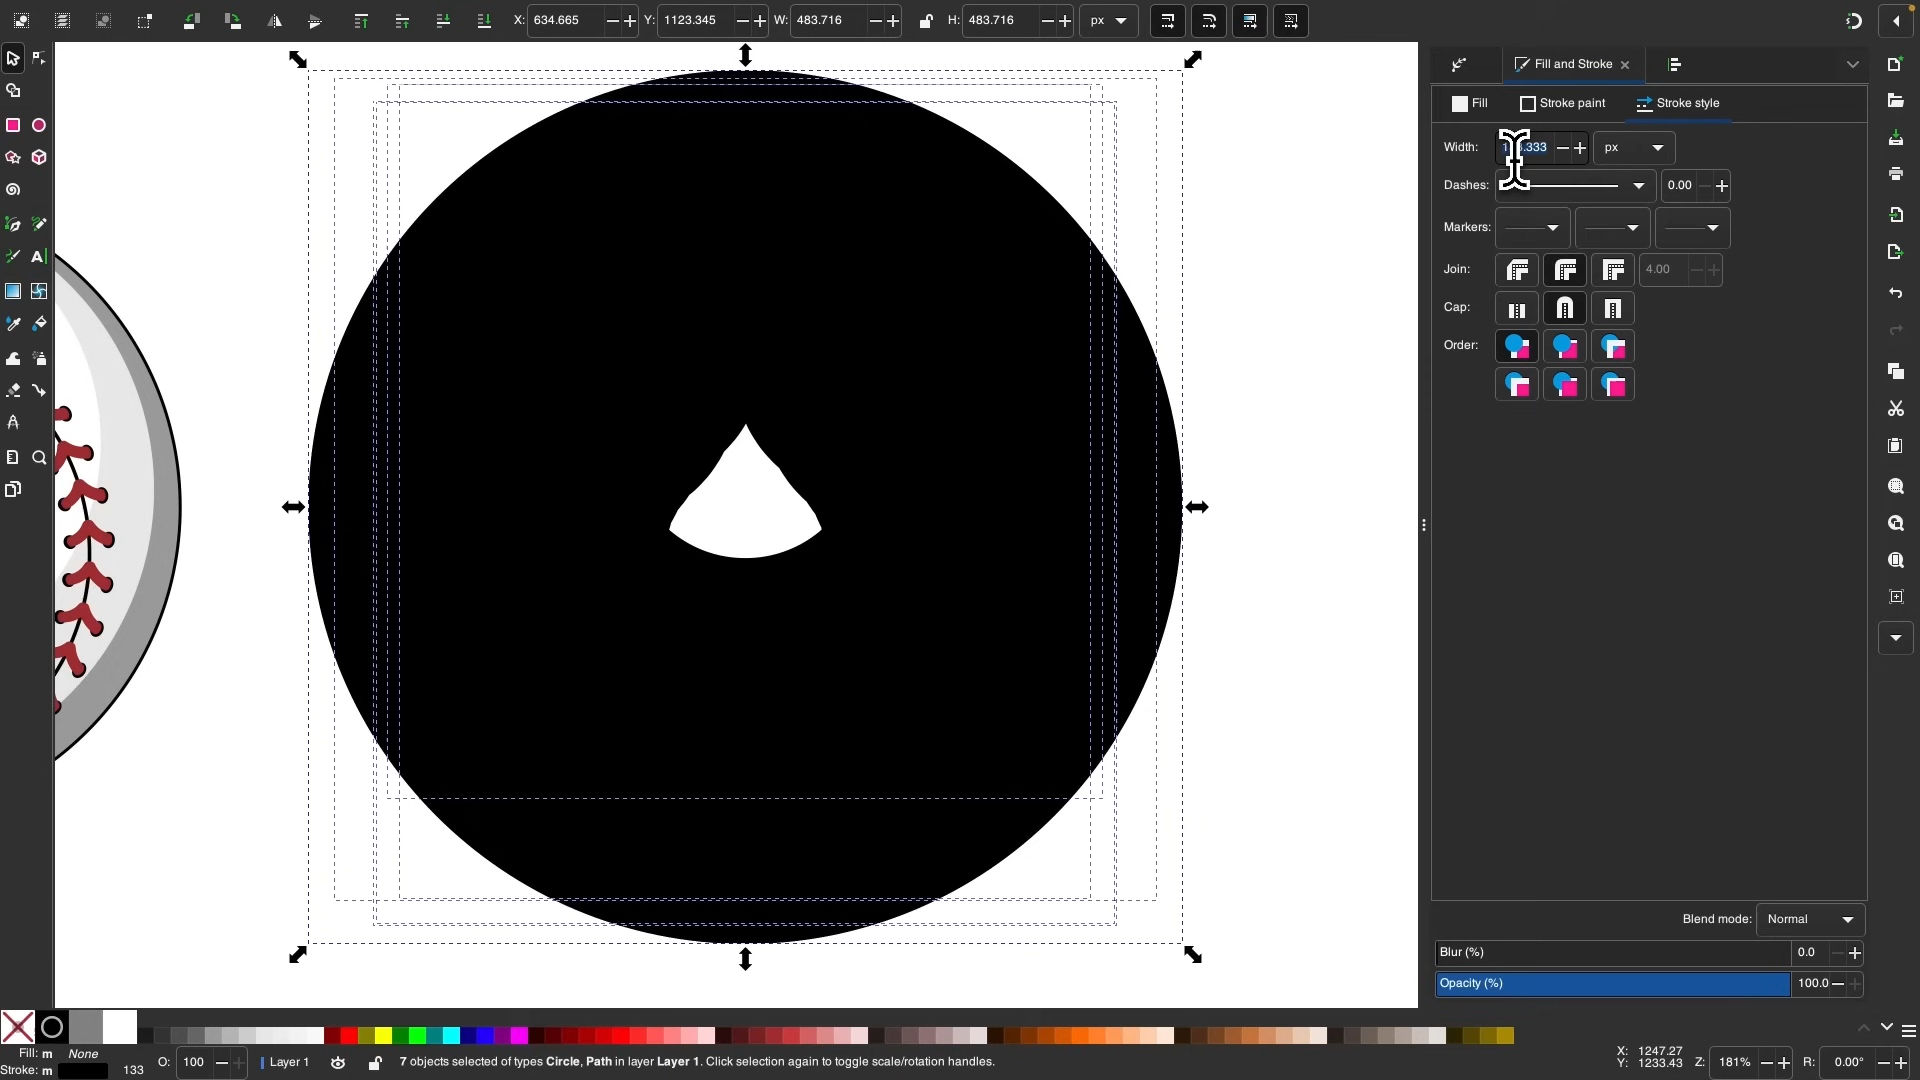 X: 634.665 Y: 1123.345 W: 483.716 H: 483.716 px
Fill and Stroke
Fill Stroke paint Stroke style
Width: px
Dashes: 0.00
Markers:
Join: 4.00
Cap:
Order:
Blend mode: Normal
Blur (%) 0.0
Opacity (%) 100.0
Fill: m None
Stroke: m 133
O: 100 Layer 1 7 objects selected of types Circle, Path in layer Layer 1. Click selection again to toggle scale/rotation handles.
X: 1247.27
Y: 1233.43
Z: 181% R: 0.00°